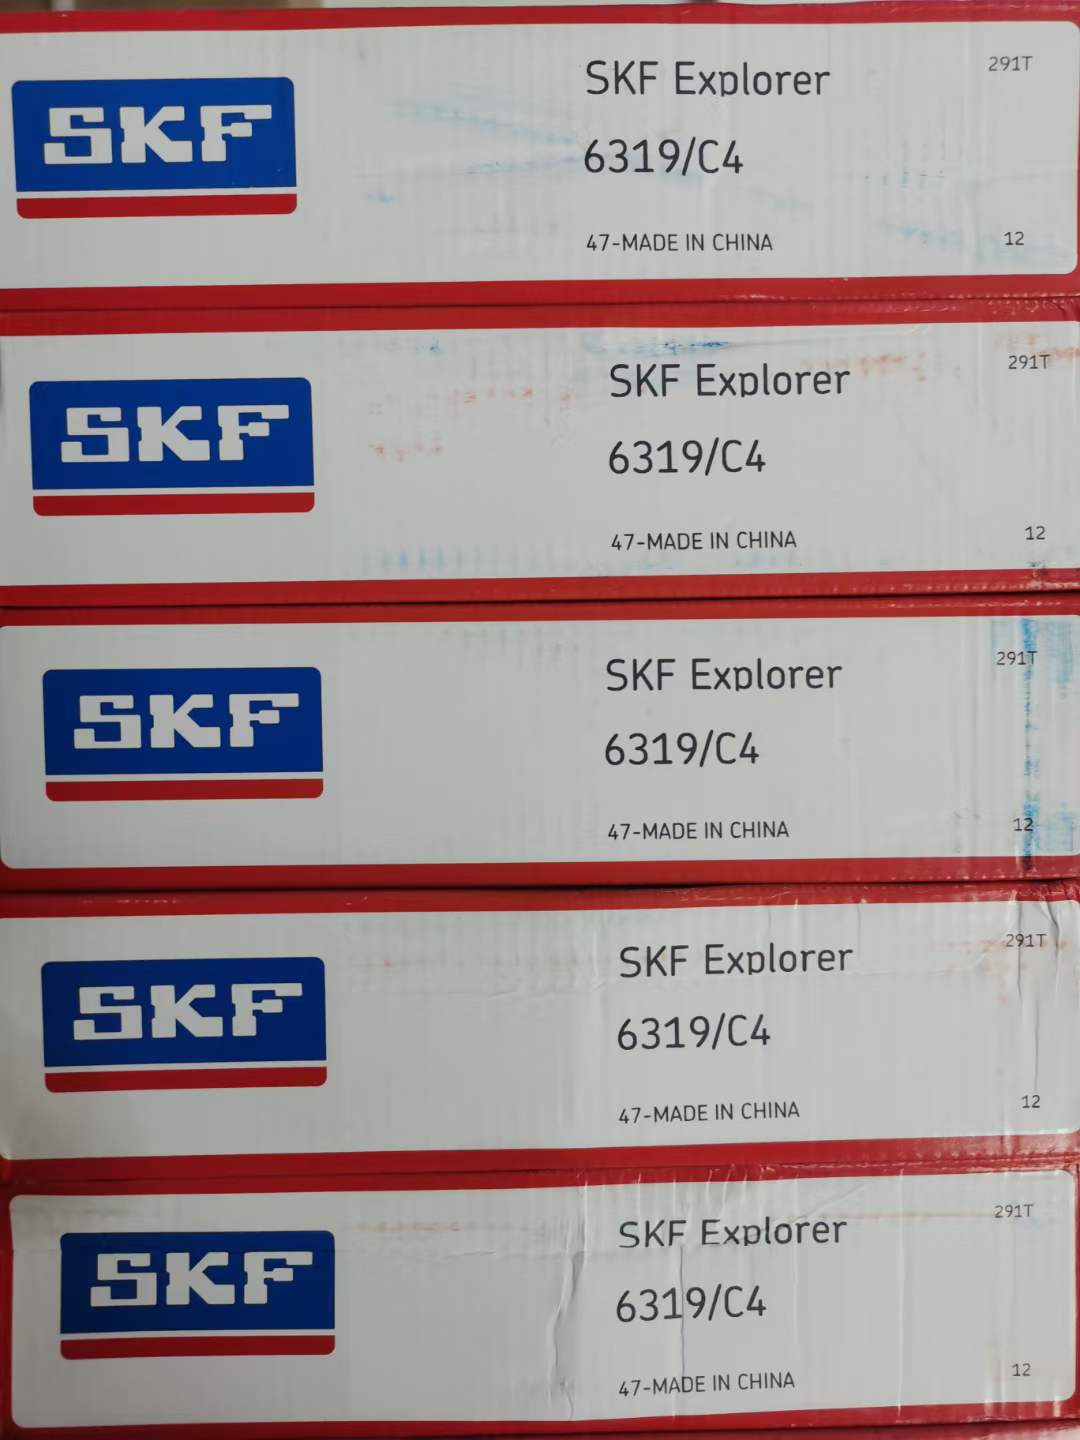 SKF
SKF Explorer
291T
6319/C4
47-MADE IN CHINA
12
SKF
SKF Explorer
291T
6319/C4
47-MADE IN CHINA
12
SKF
SKF Explorer
291T
6319/C4
47-MADE IN CHINA
12
SKF
SKF Explorer
291T
6319/C4
47-MADE IN CHINA
12
SKF
SKF Explorer
291T
6319/C4
47-MADE IN CHINA
12